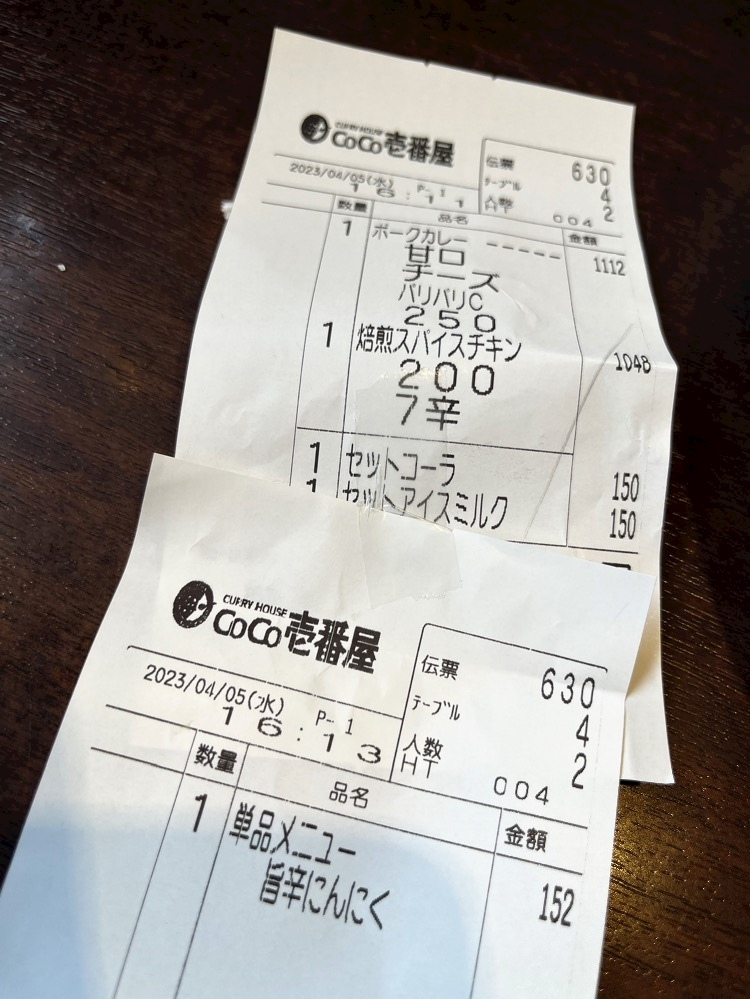 CURRY HOUSE
CoCo壱番屋
伝票 630
テーブル 4
人数 2
HT 004
2023/04/05(水) P- 1
16:11
数量 品名 金額
1 ポークカレー ----- 1112
甘口
チーズ
パリパリC
250
1 焙煎スパイスチキン 1048
200
7辛
1 セットコーラ 150
1 セットアイスミルク 150
CURRY HOUSE
CoCo壱番屋
伝票 630
テーブル 4
人数 2
HT 004
2023/04/05(水) P- 1
16:13
数量 品名 金額
1 単品メニュー 152
旨辛にんにく